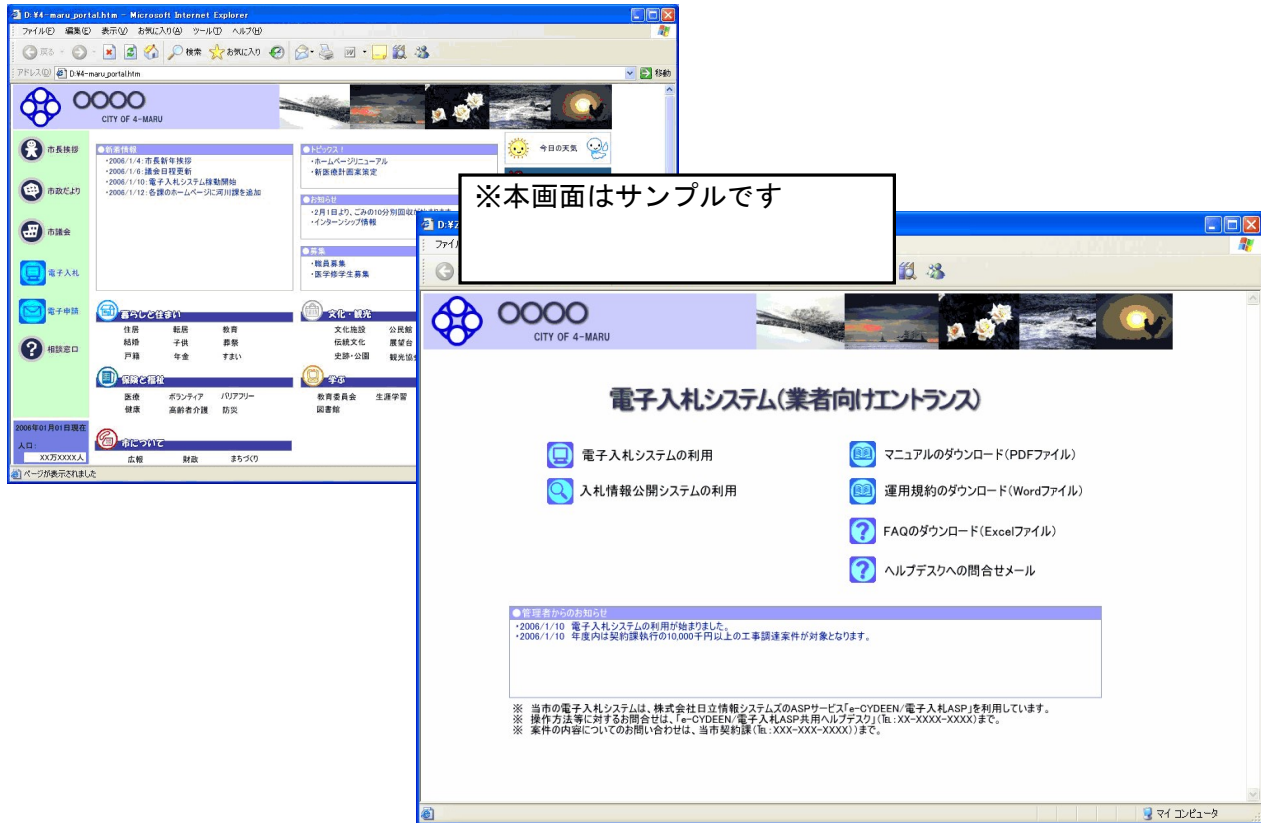 D:¥4-maru_portal.htm - Microsoft Internet Explorer
ファイル(F) 編集(E) 表示(V) お気に入り(A) ツール(T) ヘルプ(H)
戻る 検索 お気に入り
アドレス(D) D:¥4-maru_portal.htm 移動
○○○○
CITY OF 4-MARU
市長挨拶
市政だより
市議会
電子入札
電子申請
相談窓口
2006年01月01日現在
人口:
XX万XXXX人
●新着情報
・2006/1/4:市長新年挨拶
・2006/1/6:議会日程更新
・2006/1/10:電子入札システム稼動開始
・2006/1/12:各課のホームページに河川課を追加
●トピックス!
・ホームページリニューアル
・新医療計画案策定
●お知らせ
・2月1日より、ごみの10分別回収が
・インターンシップ情報
●募集
・職員募集
・医学修学生募集
今日の天気
暮らしと住まい
住居 転居 教育
結婚 子供 葬祭
戸籍 年金 すまい
文化・観光
文化施設 公民館
伝統文化 展望台
史跡・公園 観光協
保険と福祉
医療 ボランティア バリアフリー
健康 高齢者介護 防災
学ぶ
教育委員会 生涯学習
図書館
市について
広報 財政 まちづくり
ページが表示されました
※本画面はサンプルです
D:¥
ファイル
○○○○
CITY OF 4-MARU
電子入札システム(業者向けエントランス)
電子入札システムの利用
入札情報公開システムの利用
マニュアルのダウンロード(PDFファイル)
運用規約のダウンロード(Wordファイル)
FAQのダウンロード(Excelファイル)
ヘルプデスクへの問合せメール
●管理者からのお知らせ
・2006/1/10 電子入札システムの利用が始まりました。
・2006/1/10 年度内は契約課執行の10,000千円以上の工事調達案件が対象となります。
※ 当市の電子入札システムは、株式会社日立情報システムズのASPサービス「e-CYDEEN/電子入札ASP」を利用しています。
※ 操作方法等に対するお問合せは、「e-CYDEEN/電子入札ASP共用ヘルプデスク」(℡:XX-XXXX-XXXX)まで。
※ 案件の内容についてのお問い合わせは、当市契約課(℡:XXX-XXX-XXXX))まで。
マイ コンピュータ